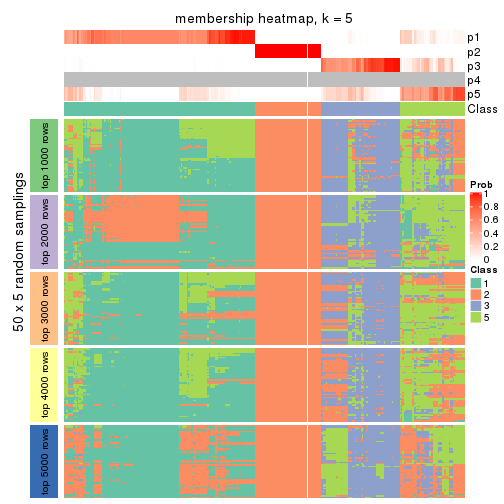 membership heatmap, k = 5
p1
p2
p3
p4
p5
Class
50 x 5 random samplings
top 1000 rows
top 2000 rows
top 3000 rows
top 4000 rows
top 5000 rows
Prob
1
0.8
0.6
0.4
0.2
0
Class
1
2
3
5